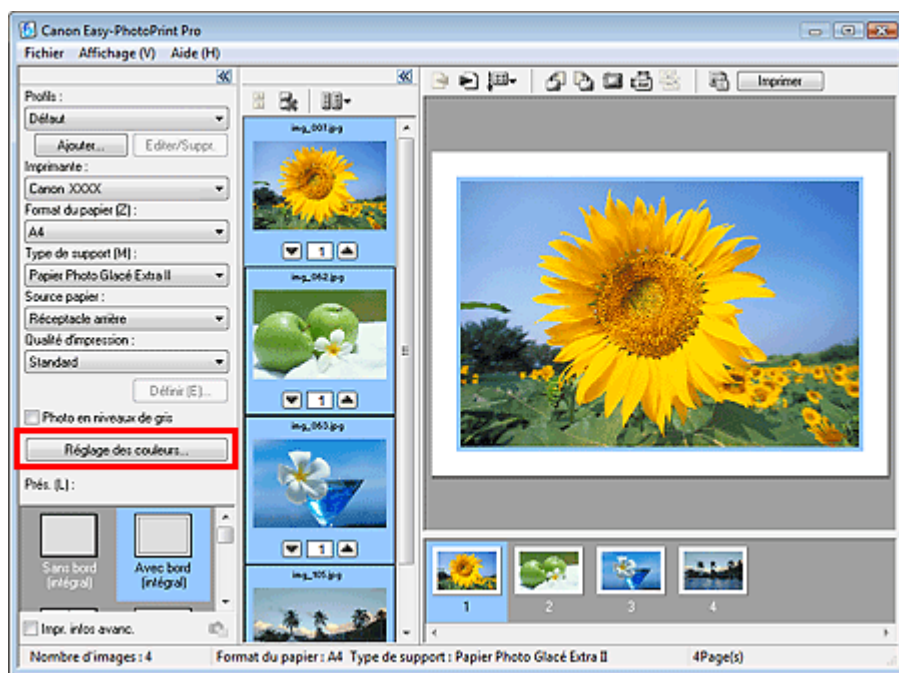 Canon Easy-PhotoPrint Pro
Fichier Affichage (V) Aide (H)
Profils :
Défaut
Ajouter... Editer/Suppr.
Imprimante :
Canon XXXX
Format du papier (Z) :
A4
Type de support (M) :
Papier Photo Glacé Extra II
Source papier :
Réceptacle arrière
Qualité d'impression :
Standard
Définir (E)...
Photo en niveaux de gris
Réglage des couleurs...
Prés. (L) :
Sans bord (intégral)
Avec bord (intégral)
Impr. infos avanc.
img_001.jpg
1
img_062.jpg
1
img_063.jpg
1
img_105.jpg
Imprimer
1 2 3 4
Nombre d'images : 4 Format du papier : A4 Type de support : Papier Photo Glacé Extra II 4Page(s)